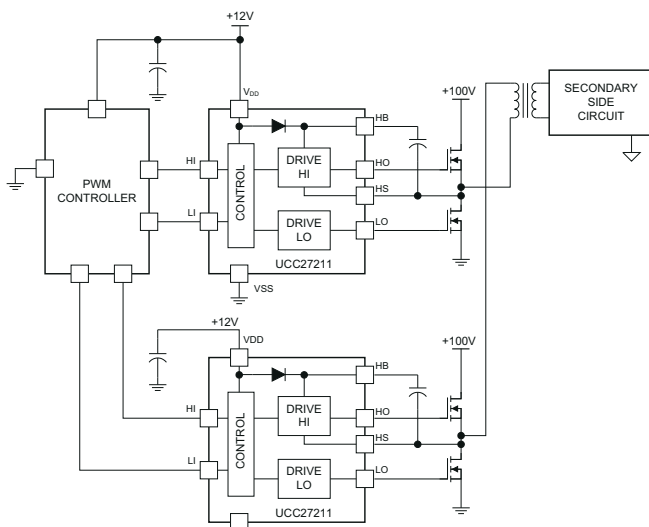 +12V
VDD
+100V
SECONDARY
SIDE
CIRCUIT
HB
PWM
CONTROLLER
HI
CONTROL
DRIVE
HI
HO
HS
LI
DRIVE
LO
LO
UCC27211
VSS
+12V
VDD
+100V
HB
HI
CONTROL
DRIVE
HI
HO
HS
LI
DRIVE
LO
LO
UCC27211